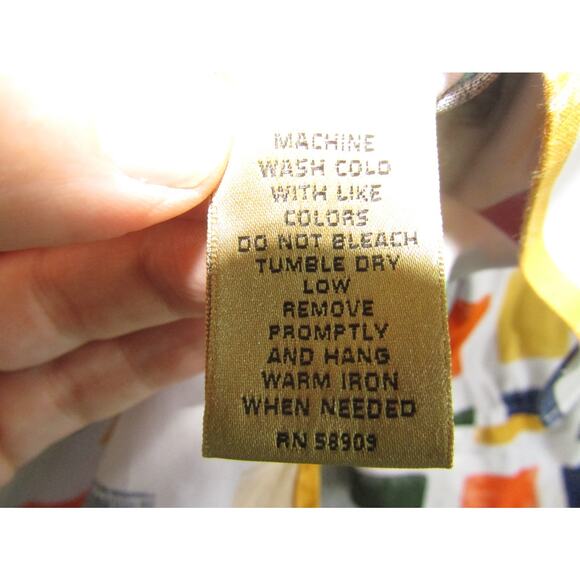 MACHINE
WASH COLD
WITH LIKE
COLORS
DO NOT BLEACH
TUMBLE DRY
LOW
REMOVE
PROMPTLY
AND HANG
WARM IRON
WHEN NEEDED
RN 58909